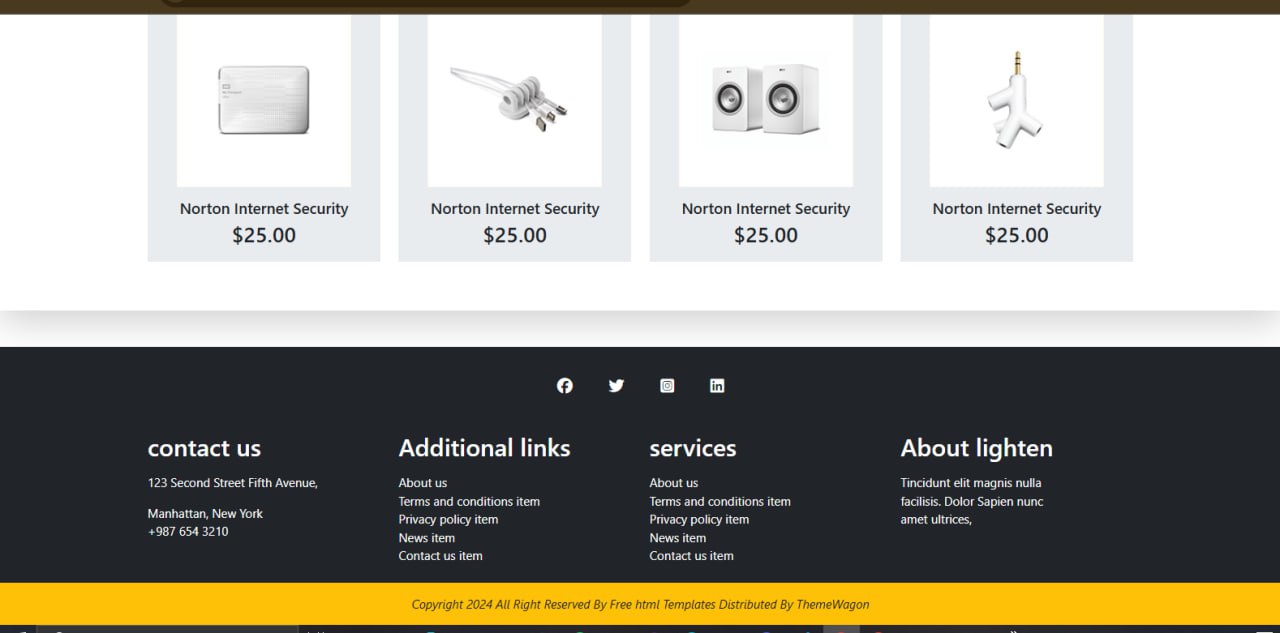 Norton Internet Security
$25.00
Norton Internet Security
$25.00
Norton Internet Security
$25.00
Norton Internet Security
$25.00
contact us
123 Second Street Fifth Avenue,
Manhattan, New York
+987 654 3210
Additional links
About us
Terms and conditions item
Privacy policy item
News item
Contact us item
services
About us
Terms and conditions item
Privacy policy item
News item
Contact us item
About lighten
Tincidunt elit magnis nulla
facilisis. Dolor Sapien nunc
amet ultrices,
Copyright 2024 All Right Reserved By Free html Templates Distributed By ThemeWagon